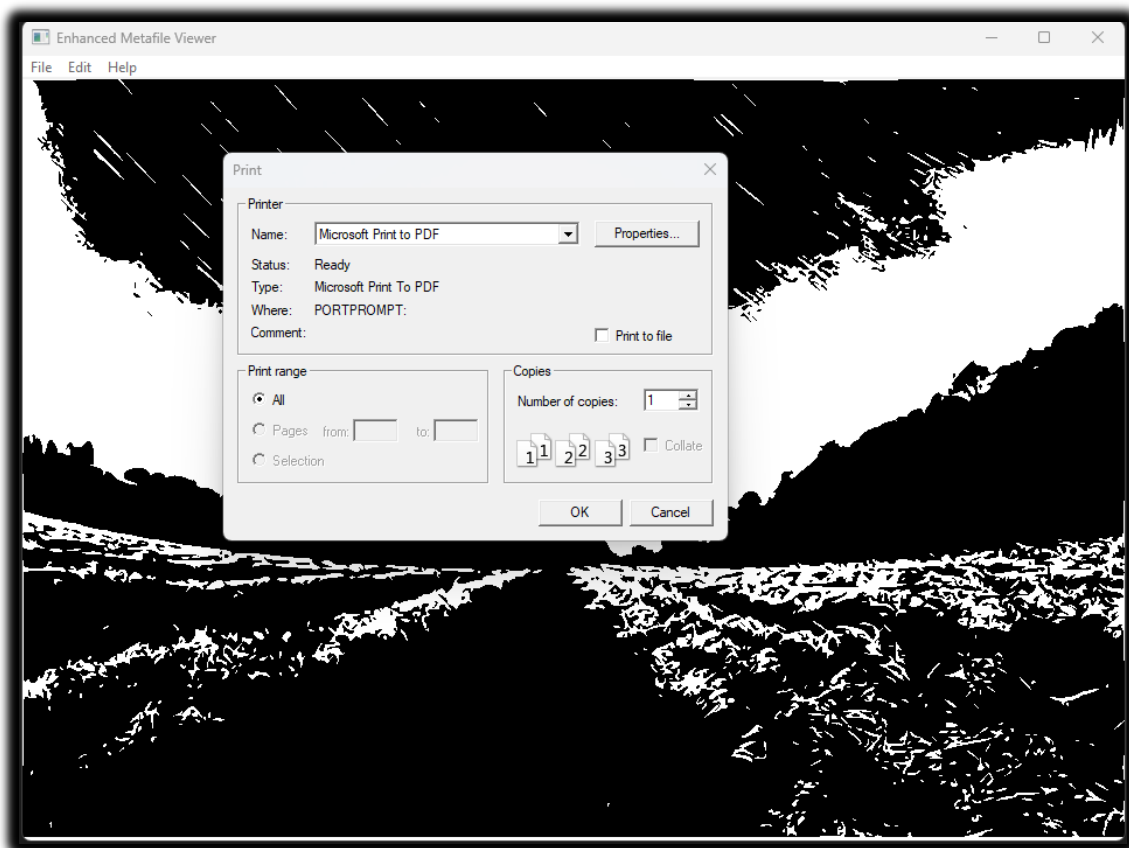 Enhanced Metafile Viewer
File Edit Help
Print
Printer
Name: Microsoft Print to PDF Properties...
Status: Ready
Type: Microsoft Print To PDF
Where: PORTPROMPT:
Comment: Print to file
Print range Copies
All Number of copies: 1
Pages from: to:
1 1 2 2 3 3 Collate
Selection
OK Cancel